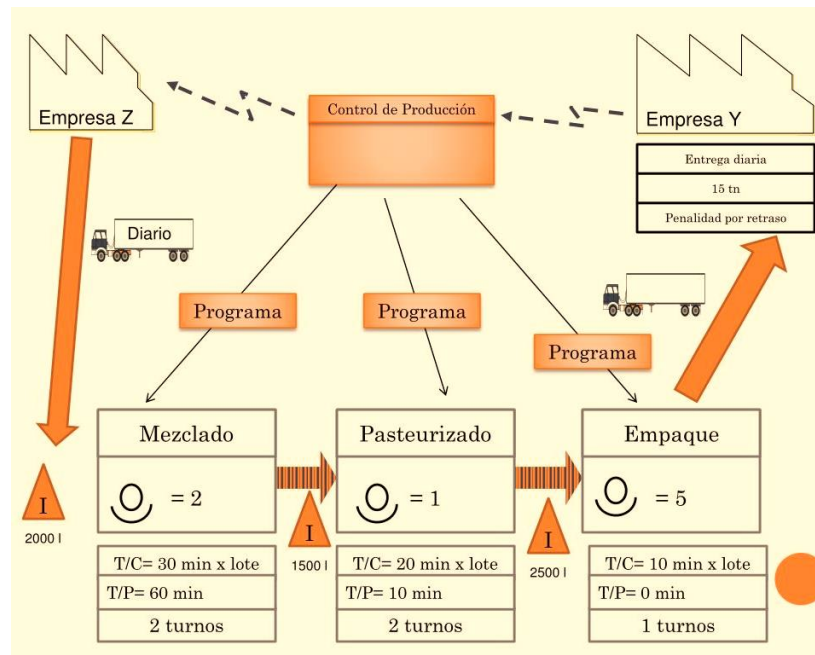 Empresa Z
Control de Producción
Empresa Y
Entrega diaria
15 tn
Penalidad por retraso
Diario
Programa
Programa
Programa
Mezclado
Pasteurizado
Empaque
= 2
= 1
= 5
I
2000 l
I
1500 l
I
2500 l
T/C= 30 min x lote
T/P= 60 min
2 turnos
T/C= 20 min x lote
T/P= 10 min
2 turnos
T/C= 10 min x lote
T/P= 0 min
1 turnos